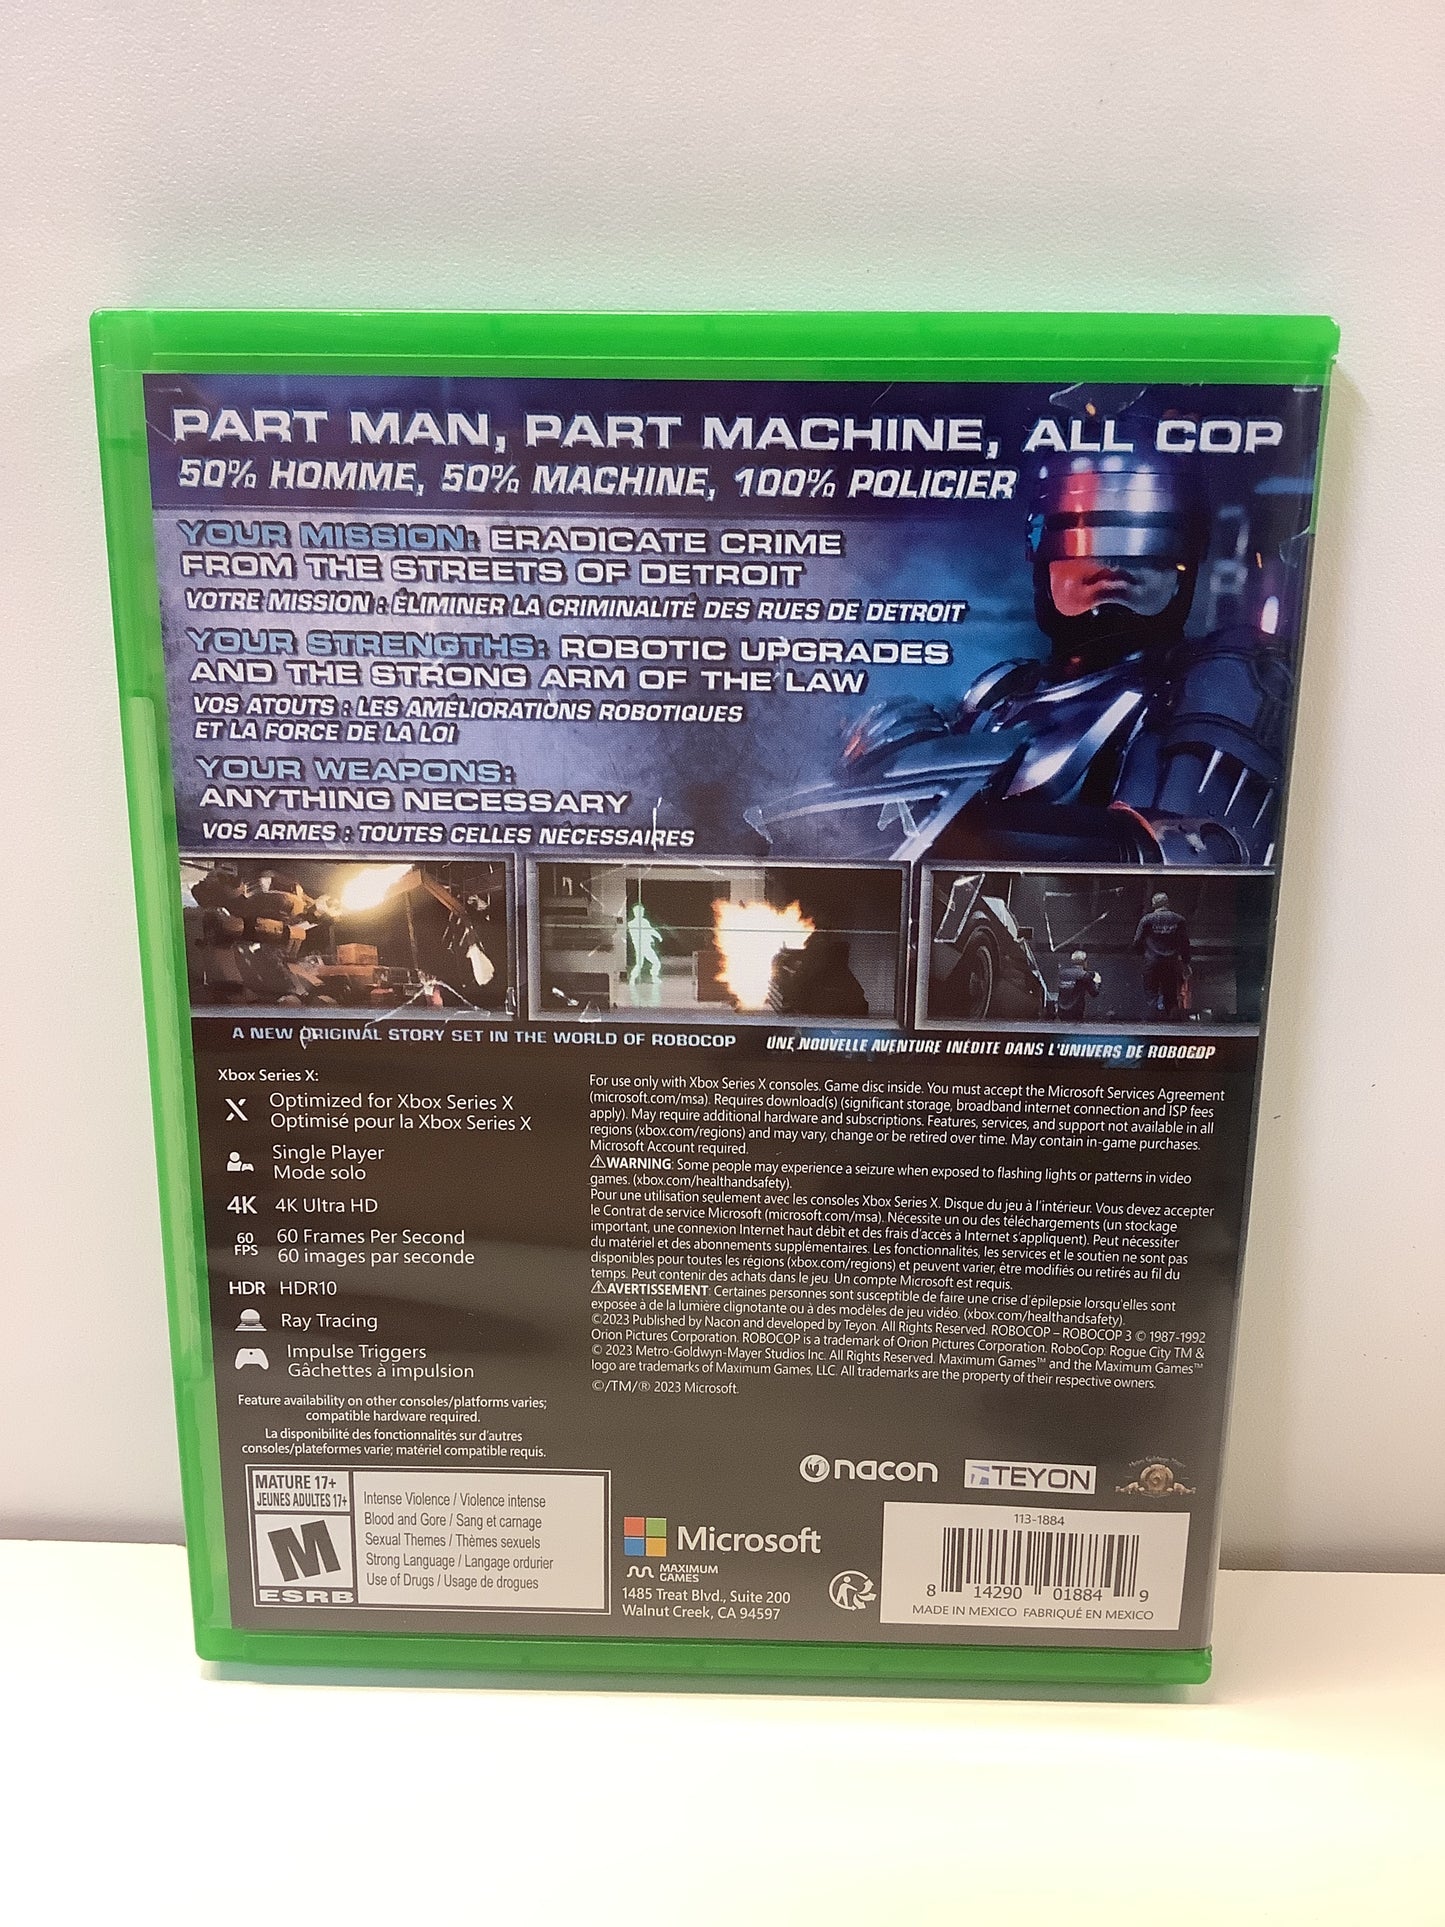 PART MAN, PART MACHINE, ALL COP
50% HOMME, 50% MACHINE, 100% POLICIER
YOUR MISSION: ERADICATE CRIME
FROM THE STREETS OF DETROIT
VOTRE MISSION : ÉLIMINER LA CRIMINALITÉ DES RUES DE DETROIT
YOUR STRENGTHS: ROBOTIC UPGRADES
AND THE STRONG ARM OF THE LAW
VOS ATOUTS : LES AMÉLIORATIONS ROBOTIQUES
ET LA FORCE DE LA LOI
YOUR WEAPONS:
ANYTHING NECESSARY
VOS ARMES : TOUTES CELLES NÉCESSAIRES
A NEW ORIGINAL STORY SET IN THE WORLD OF ROBOCOP
UNE NOUVELLE AVENTURE INÉDITE DANS L'UNIVERS DE ROBOCOP
Xbox Series X:
X Optimized for Xbox Series X
Optimisé pour la Xbox Series X
Single Player
Mode solo
4K 4K Ultra HD
60 FPS 60 Frames Per Second
60 images par seconde
HDR HDR10
Ray Tracing
Impulse Triggers
Gâchettes à impulsion
Feature availability on other consoles/platforms varies;
compatible hardware required.
La disponibilité des fonctionnalités sur d'autres
consoles/plateformes varie; matériel compatible requis.
For use only with Xbox Series X consoles. Game disc inside. You must accept the Microsoft Services Agreement
(microsoft.com/msa). Requires download(s) (significant storage, broadband internet connection and ISP fees
apply). May require additional hardware and subscriptions. Features, services, and support not available in all
regions (xbox.com/regions) and may vary, change or be retired over time. May contain in-game purchases.
Microsoft Account required.
⚠WARNING: Some people may experience a seizure when exposed to flashing lights or patterns in video
games. (xbox.com/healthandsafety).
Pour une utilisation seulement avec les consoles Xbox Series X. Disque du jeu à l'intérieur. Vous devez accepter
le Contrat de service Microsoft (microsoft.com/msa). Nécessite un ou des téléchargements (un stockage
important, une connexion Internet haut débit et des frais d'accès à Internet s'appliquent). Peut nécessiter
du matériel et des abonnements supplémentaires. Les fonctionnalités, les services et le soutien ne sont pas
disponibles pour toutes les régions (xbox.com/regions) et peuvent varier, être modifiés ou retirés au fil du
temps. Peut contenir des achats dans le jeu. Un compte Microsoft est requis.
⚠AVERTISSEMENT: Certaines personnes sont susceptible de faire une crise d'épilepsie lorsqu'elles sont
exposee à de la lumière clignotante ou à des modèles de jeu vidéo. (xbox.com/healthandsafety).
©2023 Published by Nacon and developed by Teyon. All Rights Reserved. ROBOCOP – ROBOCOP 3 © 1987-1992
Orion Pictures Corporation. ROBOCOP is a trademark of Orion Pictures Corporation. RoboCop: Rogue City TM &
© 2023 Metro-Goldwyn-Mayer Studios Inc. All Rights Reserved. Maximum Games™ and the Maximum Games™
logo are trademarks of Maximum Games, LLC. All trademarks are the property of their respective owners.
©/TM/® 2023 Microsoft.
nacon TEYON
MATURE 17+
JEUNES ADULTES 17+
M
ESRB
Intense Violence / Violence intense
Blood and Gore / Sang et carnage
Sexual Themes / Thèmes sexuels
Strong Language / Langage ordurier
Use of Drugs / Usage de drogues
Microsoft
MAXIMUM
GAMES
1485 Treat Blvd., Suite 200
Walnut Creek, CA 94597
113-1884
8 14290 01884 9
MADE IN MEXICO FABRIQUÉ EN MEXICO